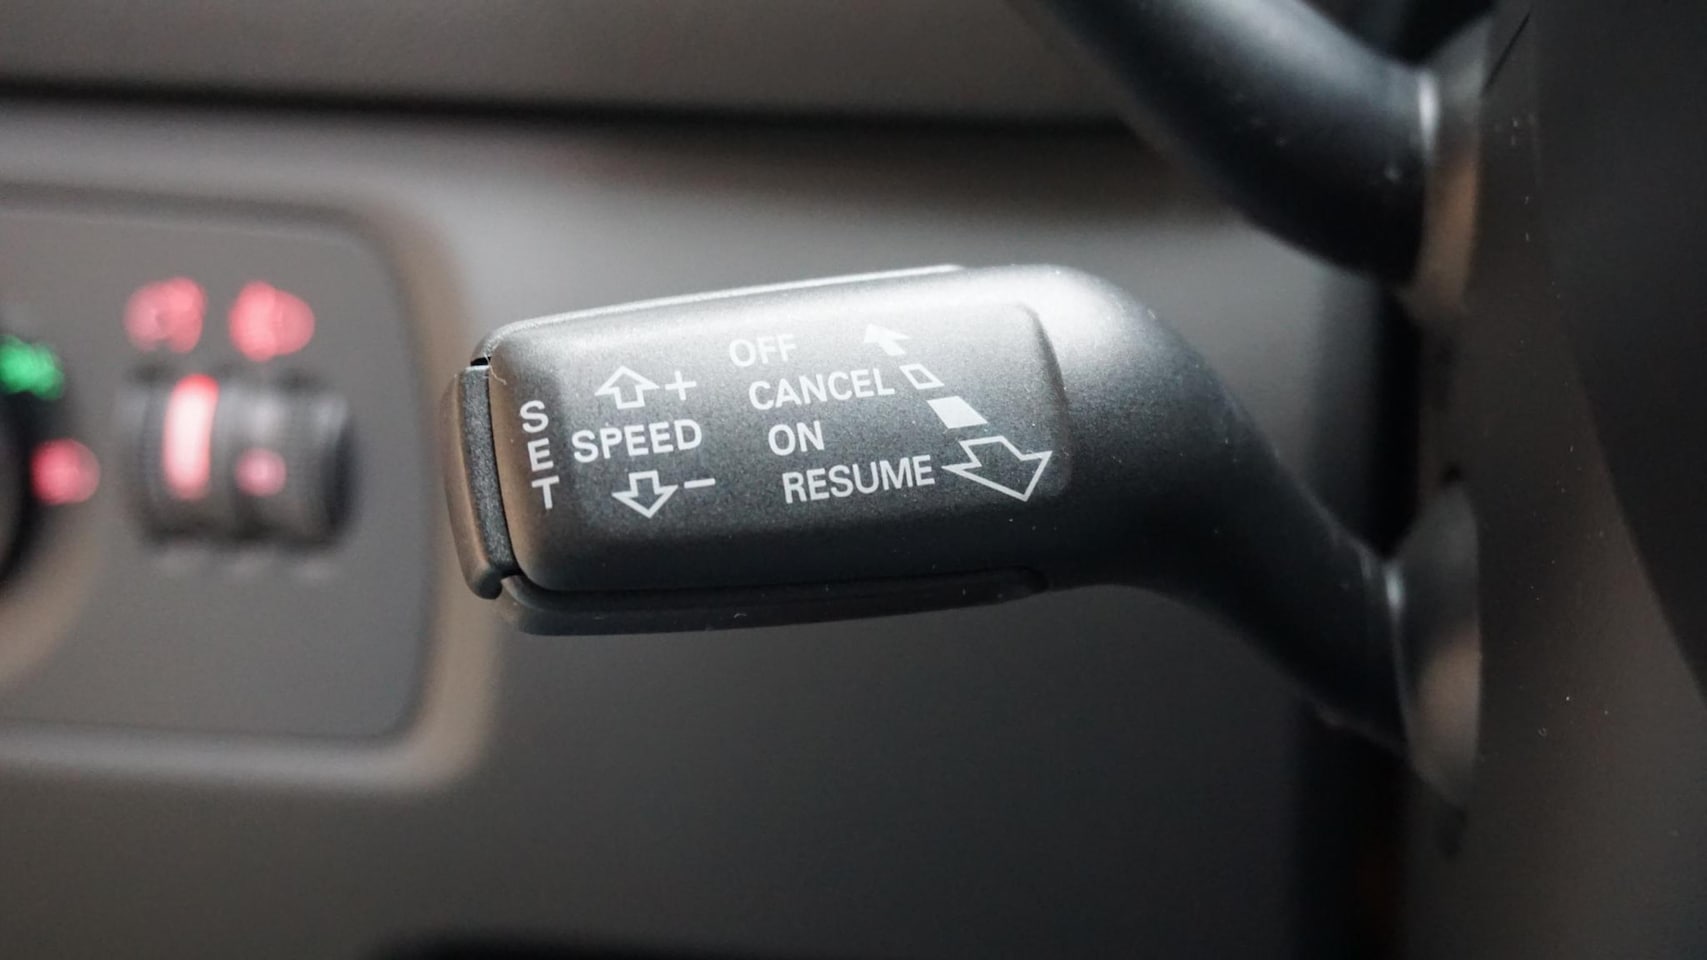 SET
+
SPEED
−
OFF
CANCEL
ON
RESUME